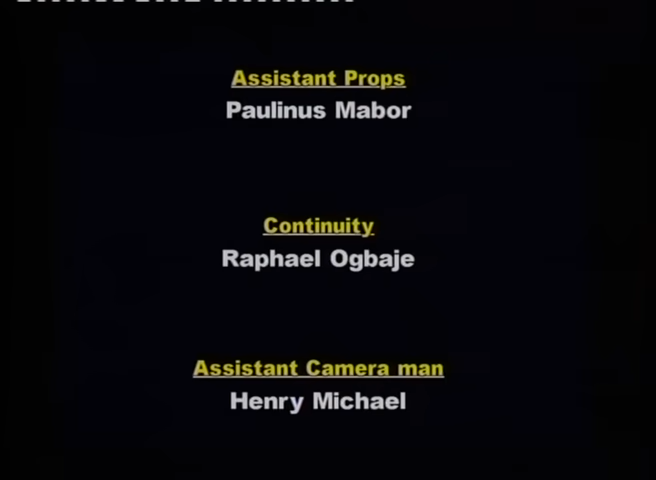 Assistant Props
Paulinus Mabor
Continuity
Raphael Ogbaje
Assistant Camera man
Henry Michael